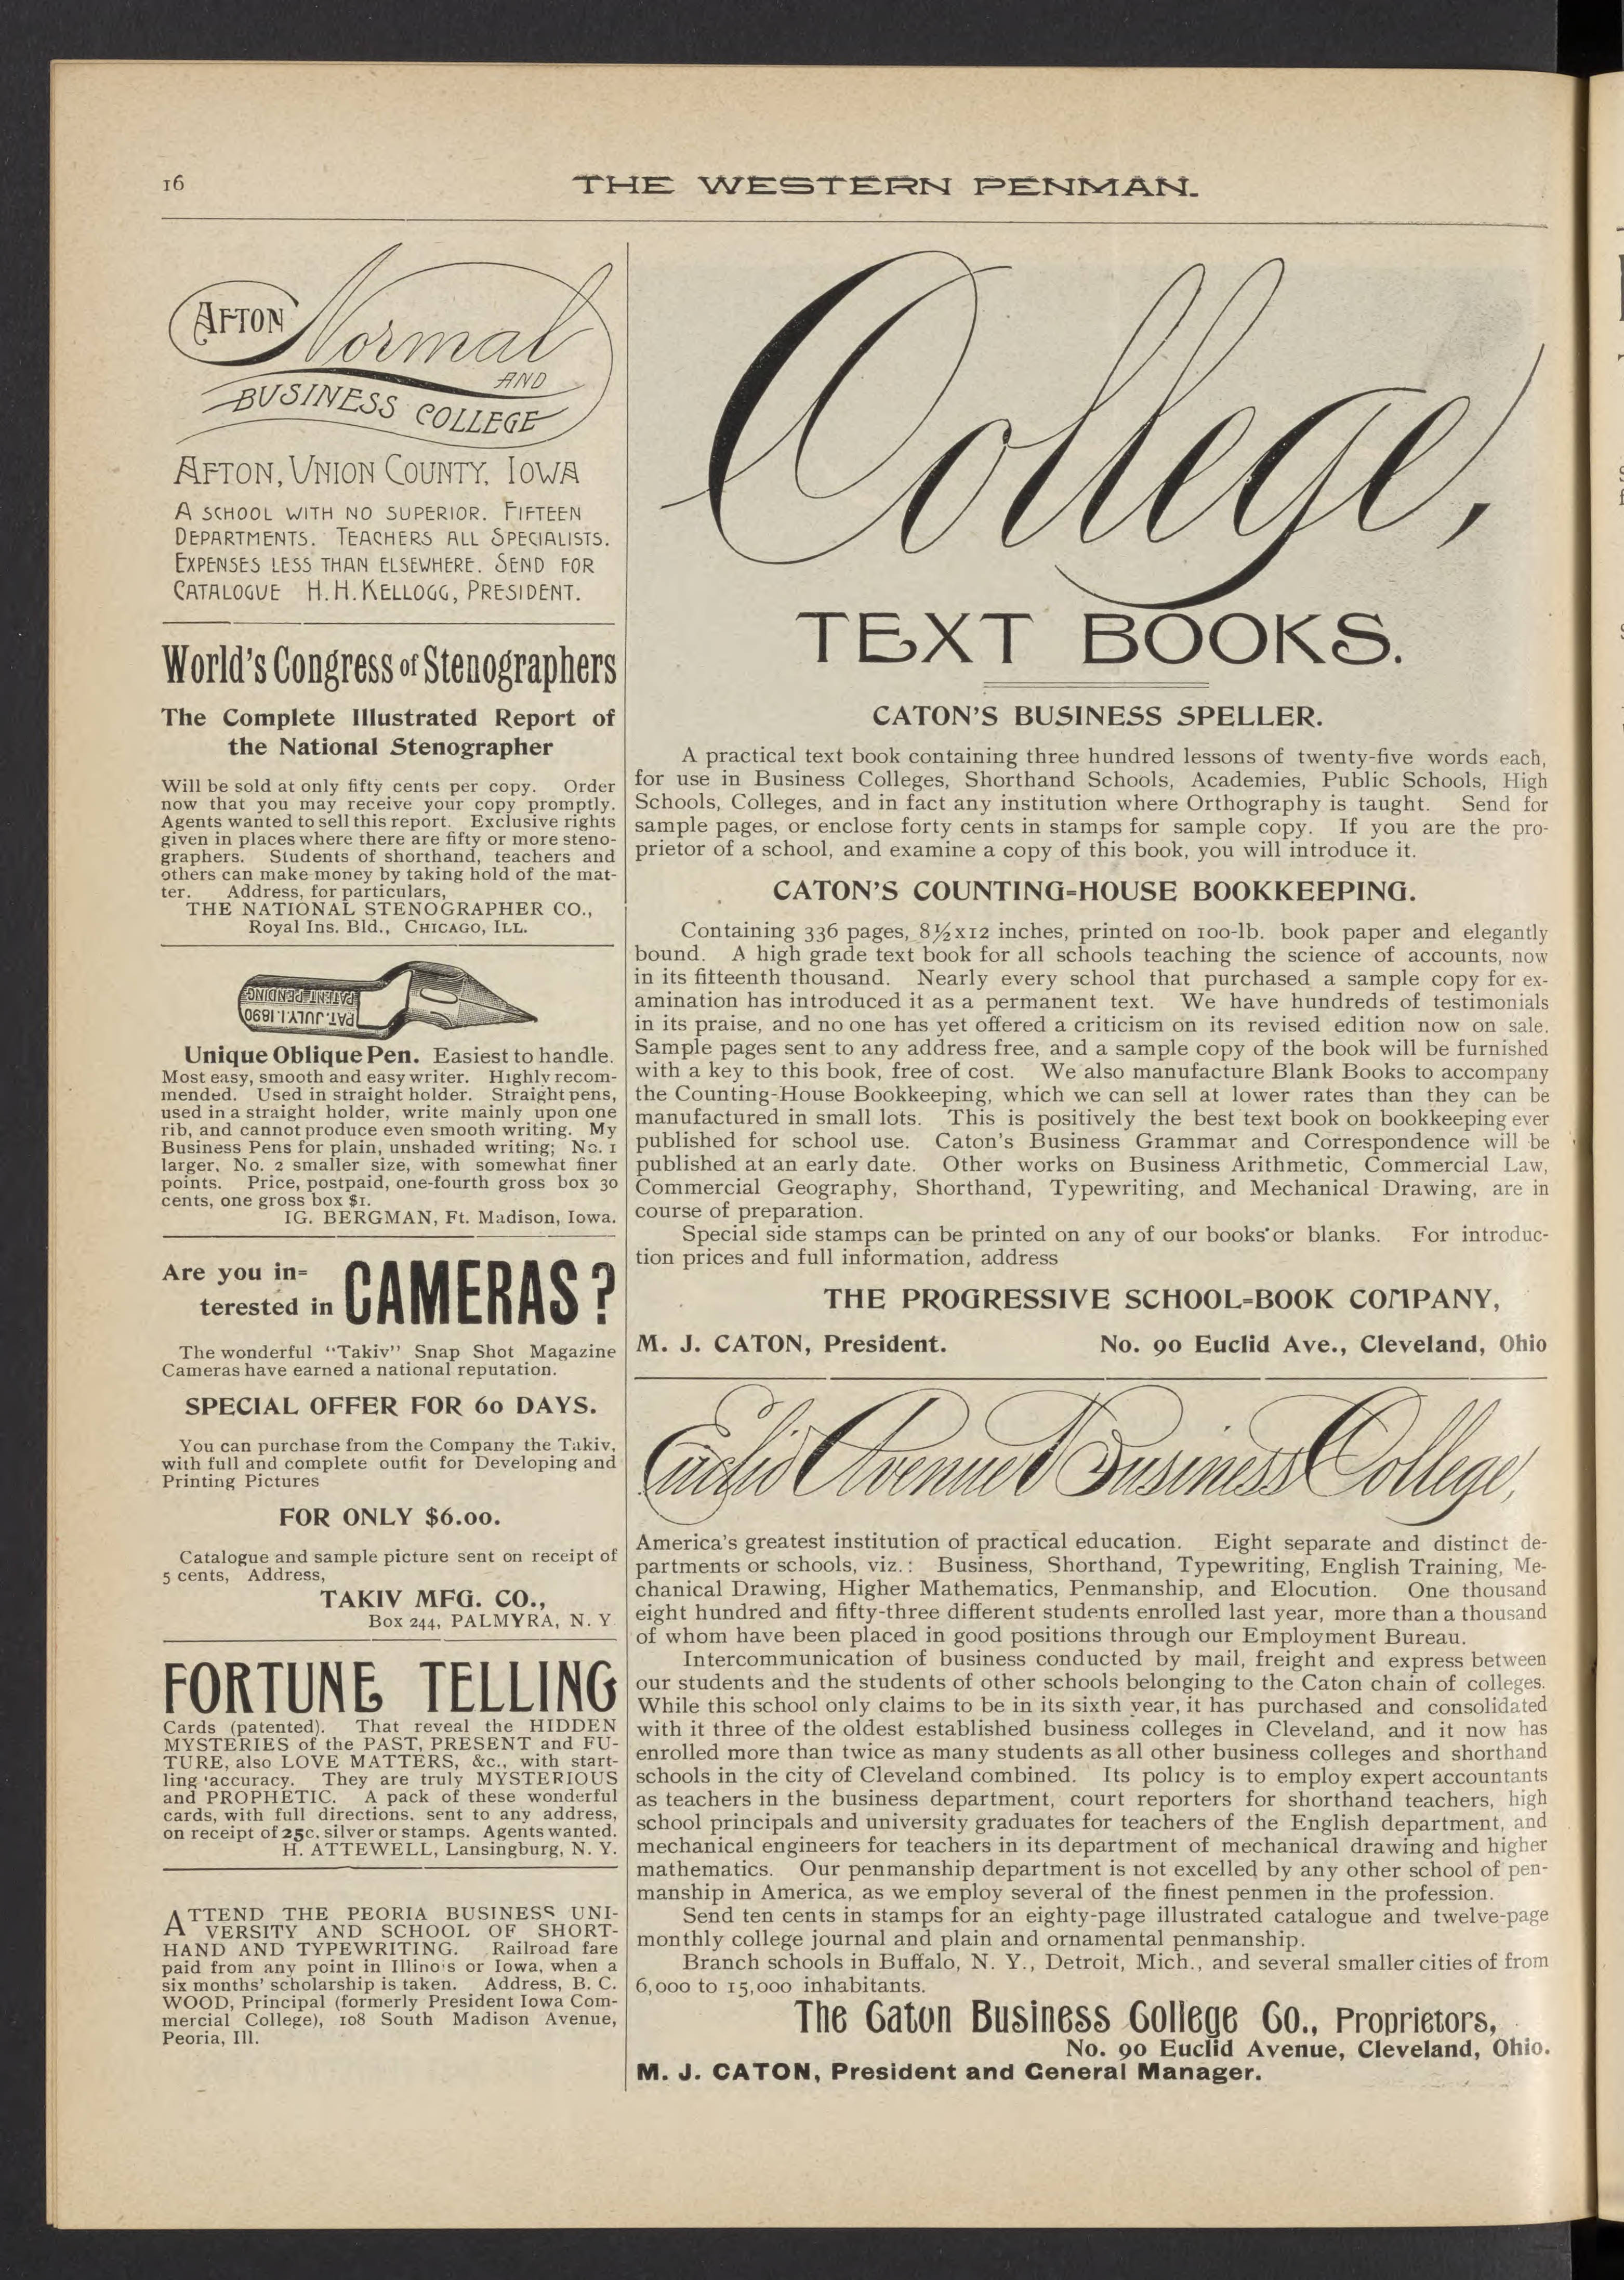 16
THE WESTERN PENMAN.
AFTON
Normal
AND
BUSINESS COLLEGE
AFTON, UNION COUNTY, IOWA
A SCHOOL WITH NO SUPERIOR. FIFTEEN
DEPARTMENTS. TEACHERS ALL SPECIALISTS.
EXPENSES LESS THAN ELSEWHERE. SEND FOR
CATALOGUE H. H. KELLOGG, PRESIDENT.
World's Congress of Stenographers
The Complete Illustrated Report of
the National Stenographer
Will be sold at only fifty cents per copy. Order
now that you may receive your copy promptly.
Agents wanted to sell this report. Exclusive rights
given in places where there are fifty or more steno-
graphers. Students of shorthand, teachers and
others can make money by taking hold of the mat-
ter. Address, for particulars,
THE NATIONAL STENOGRAPHER CO.,
Royal Ins. Bld., CHICAGO, ILL.
PAT. JULY.1.1890
PATENT PENDING
Unique Oblique Pen. Easiest to handle.
Most easy, smooth and easy writer. Highly recom-
mended. Used in straight holder. Straight pens,
used in a straight holder, write mainly upon one
rib, and cannot produce even smooth writing. My
Business Pens for plain, unshaded writing; No. 1
larger, No. 2 smaller size, with somewhat finer
points. Price, postpaid, one-fourth gross box 30
cents, one gross box $1.
IG. BERGMAN, Ft. Madison, Iowa.
Are you in=
terested in CAMERAS?
The wonderful "Takiv" Snap Shot Magazine
Cameras have earned a national reputation.
SPECIAL OFFER FOR 60 DAYS.
You can purchase from the Company the Takiv,
with full and complete outfit for Developing and
Printing Pictures
FOR ONLY $6.00.
Catalogue and sample picture sent on receipt of
5 cents, Address,
TAKIV MFG. CO.,
Box 244, PALMYRA, N. Y
FORTUNE TELLING
Cards (patented). That reveal the HIDDEN
MYSTERIES of the PAST, PRESENT and FU-
TURE, also LOVE MATTERS, &c., with start-
ling accuracy. They are truly MYSTERIOUS
and PROPHETIC. A pack of these wonderful
cards, with full directions, sent to any address,
on receipt of 25c. silver or stamps. Agents wanted.
H. ATTEWELL, Lansingburg, N. Y.
ATTEND THE PEORIA BUSINESS UNI-
VERSITY AND SCHOOL OF SHORT-
HAND AND TYPEWRITING. Railroad fare
paid from any point in Illinois or Iowa, when a
six months' scholarship is taken. Address, B. C.
WOOD, Principal (formerly President Iowa Com-
mercial College), 108 South Madison Avenue,
Peoria, Ill.
College,
TEXT BOOKS.
CATON'S BUSINESS SPELLER.
A practical text book containing three hundred lessons of twenty-five words each,
for use in Business Colleges, Shorthand Schools, Academies, Public Schools, High
Schools, Colleges, and in fact any institution where Orthography is taught. Send for
sample pages, or enclose forty cents in stamps for sample copy. If you are the pro-
prietor of a school, and examine a copy of this book, you will introduce it.
CATON'S COUNTING=HOUSE BOOKKEEPING.
Containing 336 pages, 8½x12 inches, printed on 100-lb. book paper and elegantly
bound. A high grade text book for all schools teaching the science of accounts, now
in its fifteenth thousand. Nearly every school that purchased a sample copy for ex-
amination has introduced it as a permanent text. We have hundreds of testimonials
in its praise, and no one has yet offered a criticism on its revised edition now on sale.
Sample pages sent to any address free, and a sample copy of the book will be furnished
with a key to this book, free of cost. We also manufacture Blank Books to accompany
the Counting-House Bookkeeping, which we can sell at lower rates than they can be
manufactured in small lots. This is positively the best text book on bookkeeping ever
published for school use. Caton's Business Grammar and Correspondence will be
published at an early date. Other works on Business Arithmetic, Commercial Law,
Commercial Geography, Shorthand, Typewriting, and Mechanical Drawing, are in
course of preparation.
Special side stamps can be printed on any of our books or blanks. For introduc-
tion prices and full information, address
THE PROGRESSIVE SCHOOL=BOOK COMPANY,
M. J. CATON, President. No. 90 Euclid Ave., Cleveland, Ohio
Euclid Avenue Business College,
America's greatest institution of practical education. Eight separate and distinct de-
partments or schools, viz.: Business, Shorthand, Typewriting, English Training, Me-
chanical Drawing, Higher Mathematics, Penmanship, and Elocution. One thousand
eight hundred and fifty-three different students enrolled last year, more than a thousand
of whom have been placed in good positions through our Employment Bureau.
Intercommunication of business conducted by mail, freight and express between
our students and the students of other schools belonging to the Caton chain of colleges.
While this school only claims to be in its sixth year, it has purchased and consolidated
with it three of the oldest established business colleges in Cleveland, and it now has
enrolled more than twice as many students as all other business colleges and shorthand
schools in the city of Cleveland combined. Its policy is to employ expert accountants
as teachers in the business department, court reporters for shorthand teachers, high
school principals and university graduates for teachers of the English department, and
mechanical engineers for teachers in its department of mechanical drawing and higher
mathematics. Our penmanship department is not excelled by any other school of pen-
manship in America, as we employ several of the finest penmen in the profession.
Send ten cents in stamps for an eighty-page illustrated catalogue and twelve-page
monthly college journal and plain and ornamental penmanship.
Branch schools in Buffalo, N. Y., Detroit, Mich., and several smaller cities of from
6,000 to 15,000 inhabitants.
The Caton Business College Co., Proprietors,
No. 90 Euclid Avenue, Cleveland, Ohio.
M. J. CATON, President and General Manager.